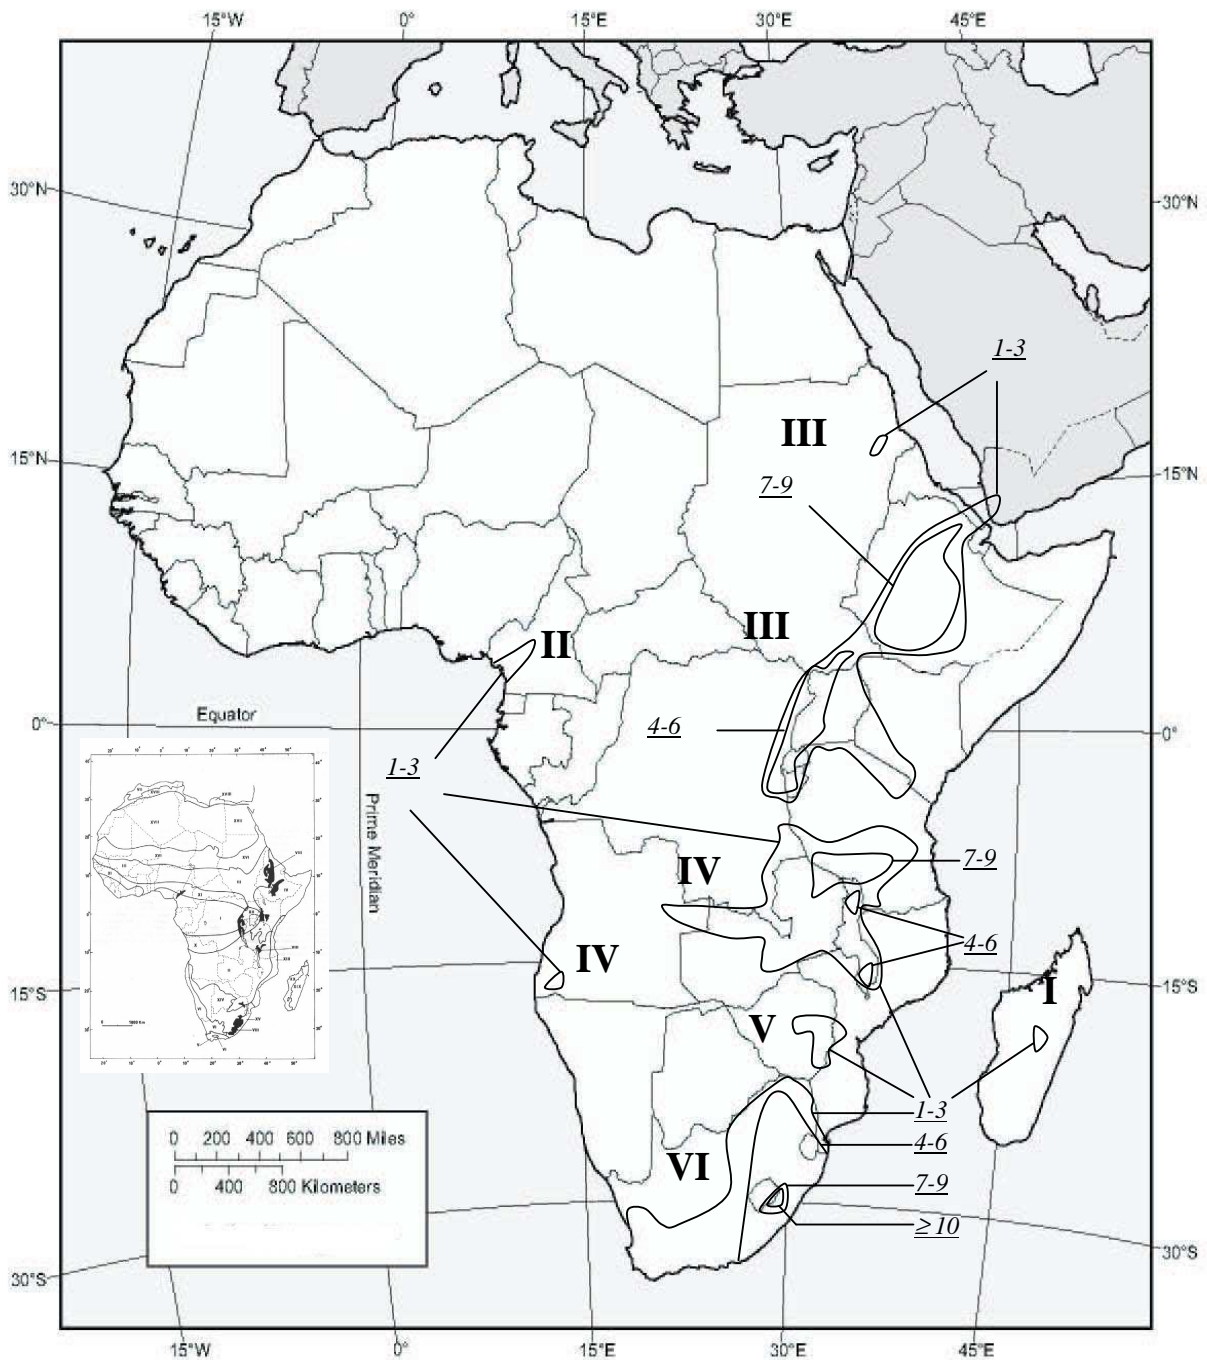 15°W 0° 15°E 30°E 45°E
30°N 30°N
1-3
III
15°N 15°N
7-9
III
II
Equator
4-6
0° 0°
1-3
Prime Meridian
7-9
IV
4-6
IV
15°S I 15°S
V
1-3
0 200 400 600 800 Miles 4-6
VI
0 400 800 Kilometers 7-9
≥ 10
30°S 30°S
15°W 0° 15°E 30°E 45°E